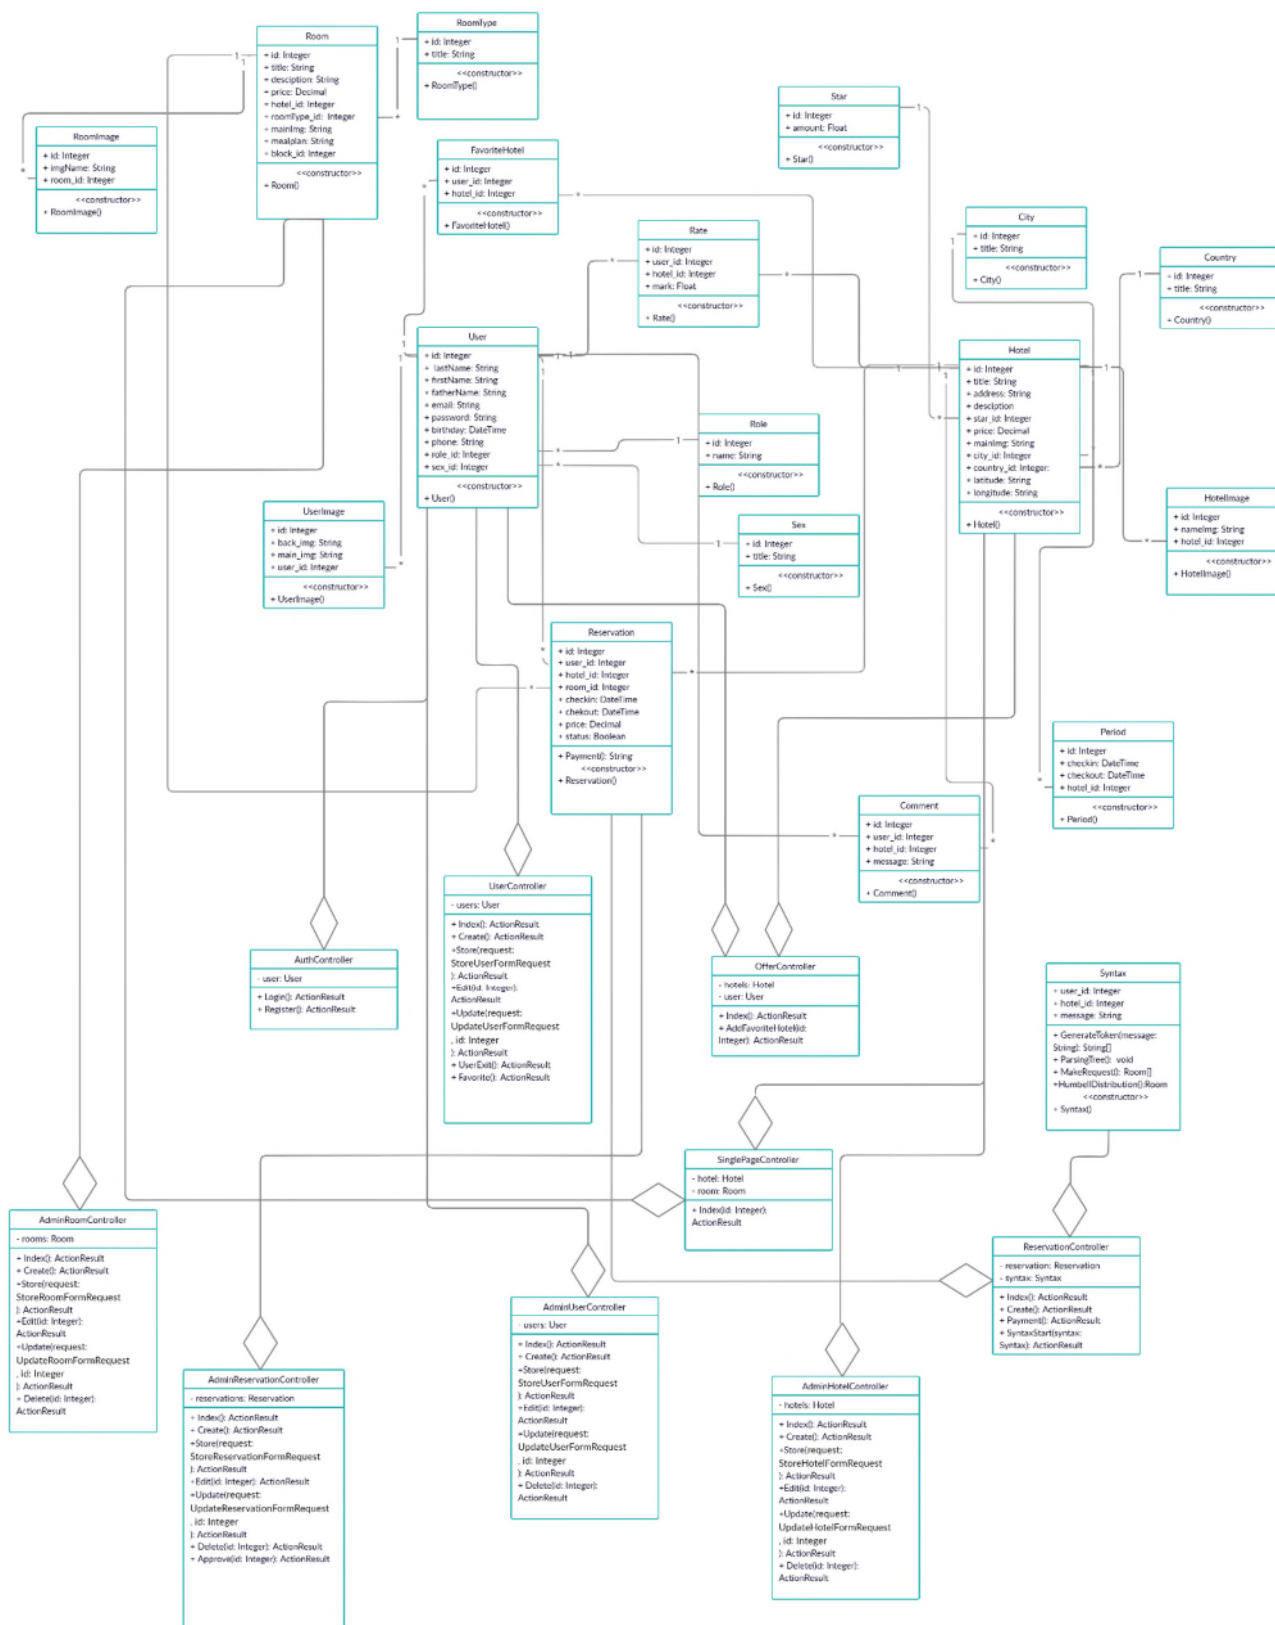 Room
+ id: Integer
+ title: String
+ desciption: String
+ price: Decimal
+ hotel_id: Integer
+ roomType_id: Integer
+ mainImg: String
+ mealplan: String
+ block_id: Integer
<<constructor>>
+ Room()
RoomType
+ id: Integer
+ title: String
<<constructor>>
+ RoomType()
RoomImage
+ id: Integer
+ imgName: String
+ room_id: Integer
<<constructor>>
+ RoomImage()
FavoriteHotel
+ id: Integer
+ user_id: Integer
+ hotel_id: Integer
<<constructor>>
+ FavoriteHotel()
Star
+ id: Integer
+ amount: Float
<<constructor>>
+ Star()
Rate
+ id: Integer
+ user_id: Integer
+ hotel_id: Integer
+ mark: Float
<<constructor>>
+ Rate()
City
+ id: Integer
+ title: String
<<constructor>>
+ City()
Country
+ id: Integer
+ title: String
<<constructor>>
+ Country()
User
+ id: Integer
+ lastName: String
+ firstName: String
+ fatherName: String
+ email: String
+ password: String
+ birthday: DateTime
+ phone: String
+ role_id: Integer
+ sex_id: Integer
<<constructor>>
+ User()
Hotel
+ id: Integer
+ title: String
+ address: String
+ desciption
+ star_id: Integer
+ price: Decimal
+ mainImg: String
+ city_id: Integer
+ country_id: Integer:
+ latitude: String
+ longitude: String
<<constructor>>
+ Hotel()
Role
+ id: Integer
+ name: String
<<constructor>>
+ Role()
HotelImage
+ id: Integer
+ nameImg: String
+ hotel_id: Integer
<<constructor>>
+ HotelImage()
UserImage
+ id: Integer
+ back_img: String
+ main_img: String
+ user_id: Integer
<<constructor>>
+ UserImage()
Sex
+ id: Integer
+ title: String
<<constructor>>
+ Sex()
Reservation
+ id: Integer
+ user_id: Integer
+ hotel_id: Integer
+ room_id: Integer
+ checkin: DateTime
+ chekout: DateTime
+ price: Decimal
+ status: Boolean
+ Payment(): String
<<constructor>>
+ Reservation()
Period
+ id: Integer
+ checkin: DateTime
+ checkout: DateTime
+ hotel_id: Integer
<<constructor>>
+ Period()
Comment
+ id: Integer
+ user_id: Integer
+ hotel_id: Integer
+ message: String
<<constructor>>
+ Comment()
UserController
- users: User
+ Index(): ActionResult
+ Create(): ActionResult
+Store(request:
StoreUserFormRequest
): ActionResult
+Edit(id: Integer):
ActionResult
+Update(request:
UpdateUserFormRequest
, id: Integer
): ActionResult
+ UserExit(): ActionResult
+ Favorite(): ActionResult
AuthController
- user: User
+ Login(): ActionResult
+ Register(): ActionResult
OfferController
- hotels: Hotel
- user: User
+ Index(): ActionResult
+ AddFavoriteHotel(id:
Integer): ActionResult
Syntax
+ user_id: Integer
+ hotel_id: Integer
+ message: String
+ GenerateToken(message:
String): String[]
+ ParsingTree(): void
+ MakeRequest(): Room[]
+HumbellDistribution():Room
<<constructor>>
+ Syntax()
SinglePageController
- hotel: Hotel
- room: Room
+ Index(id: Integer):
ActionResult
AdminRoomController
- rooms: Room
+ Index(): ActionResult
+ Create(): ActionResult
+Store(request:
StoreRoomFormRequest
): ActionResult
+Edit(id: Integer):
ActionResult
+Update(request:
UpdateRoomFormRequest
, id: Integer
): ActionResult
+ Delete(id: Integer):
ActionResult
ReservationController
- reservation: Reservation
- syntax: Syntax
+ Index(): ActionResult
+ Create(): ActionResult
+ Payment(): ActionResult
+ SyntaxStart(syntax:
Syntax): ActionResult
AdminUserController
- users: User
+ Index(): ActionResult
+ Create(): ActionResult
+Store(request:
StoreUserFormRequest
): ActionResult
+Edit(id: Integer):
ActionResult
+Update(request:
UpdateUserFormRequest
, id: Integer
): ActionResult
+ Delete(id: Integer):
ActionResult
AdminReservationController
- reservations: Reservation
+ Index(): ActionResult
+ Create(): ActionResult
+Store(request:
StoreReservationFormRequest
): ActionResult
+Edit(id: Integer): ActionResult
+Update(request:
UpdateReservationFormRequest
, id: Integer
): ActionResult
+ Delete(id: Integer): ActionResult
+ Approve(id: Integer): ActionResult
AdminHotelController
- hotels: Hotel
+ Index(): ActionResult
+ Create(): ActionResult
+Store(request:
StoreHotelFormRequest
): ActionResult
+Edit(id: Integer):
ActionResult
+Update(request:
UpdateHotelFormRequest
, id: Integer
): ActionResult
+ Delete(id: Integer):
ActionResult